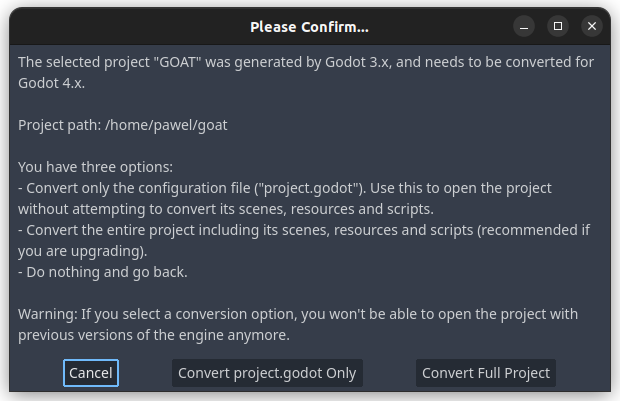 Please Confirm...
The selected project "GOAT" was generated by Godot 3.x, and needs to be converted for
Godot 4.x.
Project path: /home/pawel/goat
You have three options:
- Convert only the configuration file ("project.godot"). Use this to open the project
without attempting to convert its scenes, resources and scripts.
- Convert the entire project including its scenes, resources and scripts (recommended if
you are upgrading).
- Do nothing and go back.
Warning: If you select a conversion option, you won't be able to open the project with
previous versions of the engine anymore.
Cancel Convert project.godot Only Convert Full Project